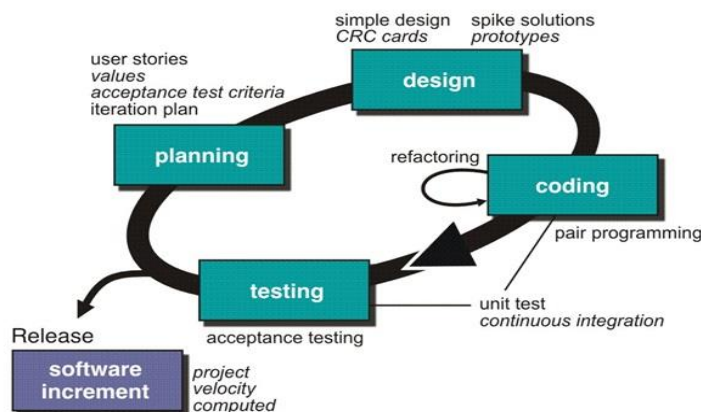 simple design
CRC cards
spike solutions
prototypes
user stories
values
acceptance test criteria
iteration plan
design
planning
refactoring
coding
pair programming
testing
unit test
continuous integration
acceptance testing
Release
software
increment
project
velocity
computed